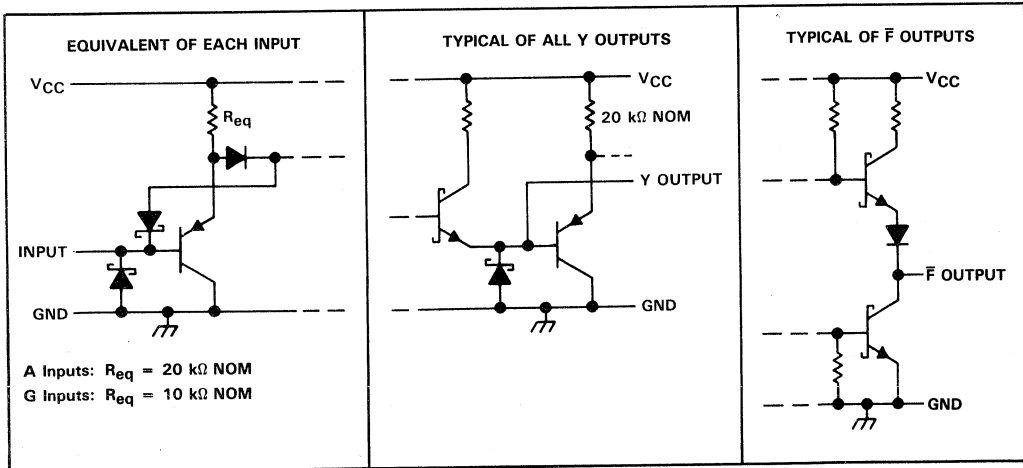 EQUIVALENT OF EACH INPUT
VCC
Req
INPUT
GND
A Inputs: Req = 20 kΩ NOM
G Inputs: Req = 10 kΩ NOM
TYPICAL OF ALL Y OUTPUTS
VCC
20 kΩ NOM
Y OUTPUT
GND
TYPICAL OF F̅ OUTPUTS
VCC
F̅ OUTPUT
GND